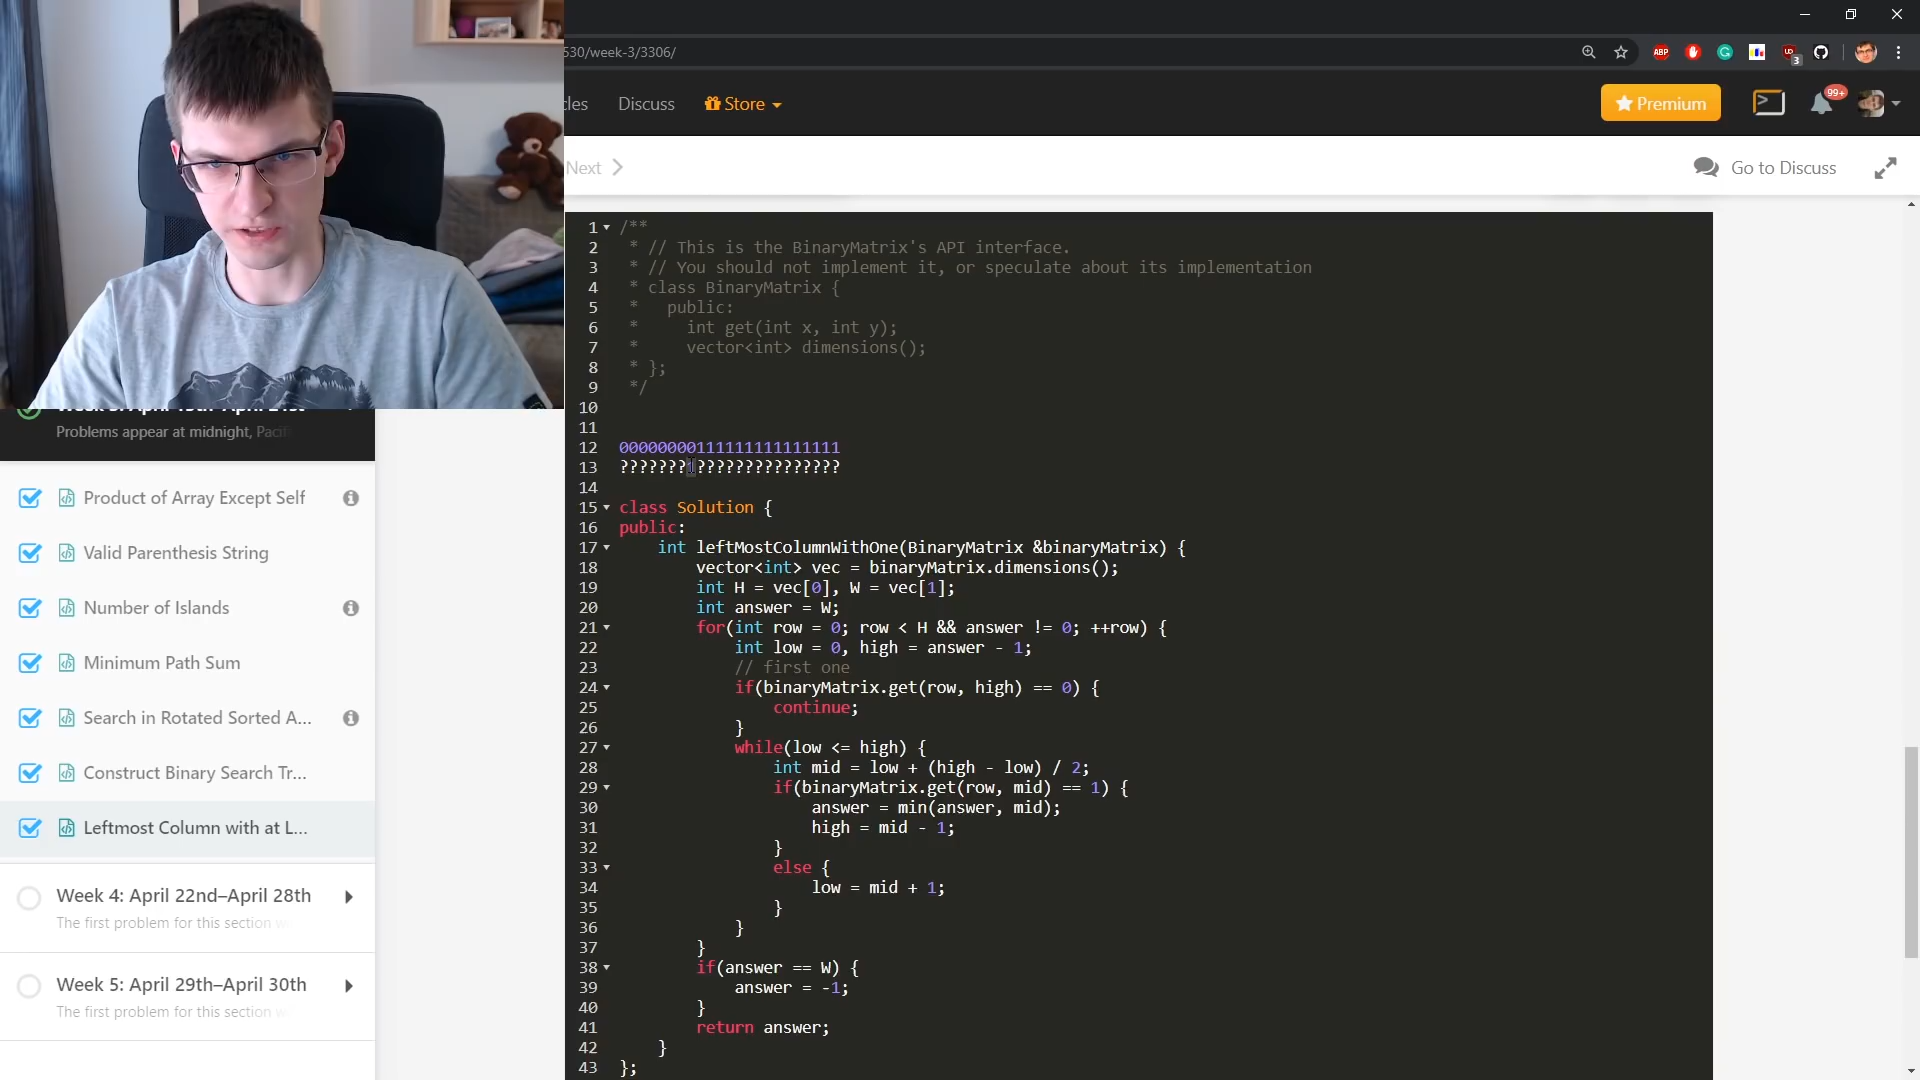 530/week-3/3306/
ABP
3
Discuss
Store
Premium
99+
Next
Go to Discuss
Problems appear at midnight,
Product of Array Except Self
Valid Parenthesis String
Number of Islands
Minimum Path Sum
Search in Rotated Sorted A...
Construct Binary Search Tr...
Leftmost Column with at L...
Week 4: April 22nd–April 28th
The first problem for this section
Week 5: April 29th–April 30th
The first problem for this section
1 /**
2 * // This is the BinaryMatrix's API interface.
3 * // You should not implement it, or speculate about its implementation
4 * class BinaryMatrix {
5 *   public:
6 *     int get(int x, int y);
7 *     vector<int> dimensions();
8 * };
9 */
10
11
12 00000000111111111111111
13 ???????1???????????????
14
15 class Solution {
16 public:
17     int leftMostColumnWithOne(BinaryMatrix &binaryMatrix) {
18         vector<int> vec = binaryMatrix.dimensions();
19         int H = vec[0], W = vec[1];
20         int answer = W;
21         for(int row = 0; row < H && answer != 0; ++row) {
22             int low = 0, high = answer - 1;
23             // first one
24             if(binaryMatrix.get(row, high) == 0) {
25                 continue;
26             }
27             while(low <= high) {
28                 int mid = low + (high - low) / 2;
29                 if(binaryMatrix.get(row, mid) == 1) {
30                     answer = min(answer, mid);
31                     high = mid - 1;
32                 }
33                 else {
34                     low = mid + 1;
35                 }
36             }
37         }
38         if(answer == W) {
39             answer = -1;
40         }
41         return answer;
42     }
43 };